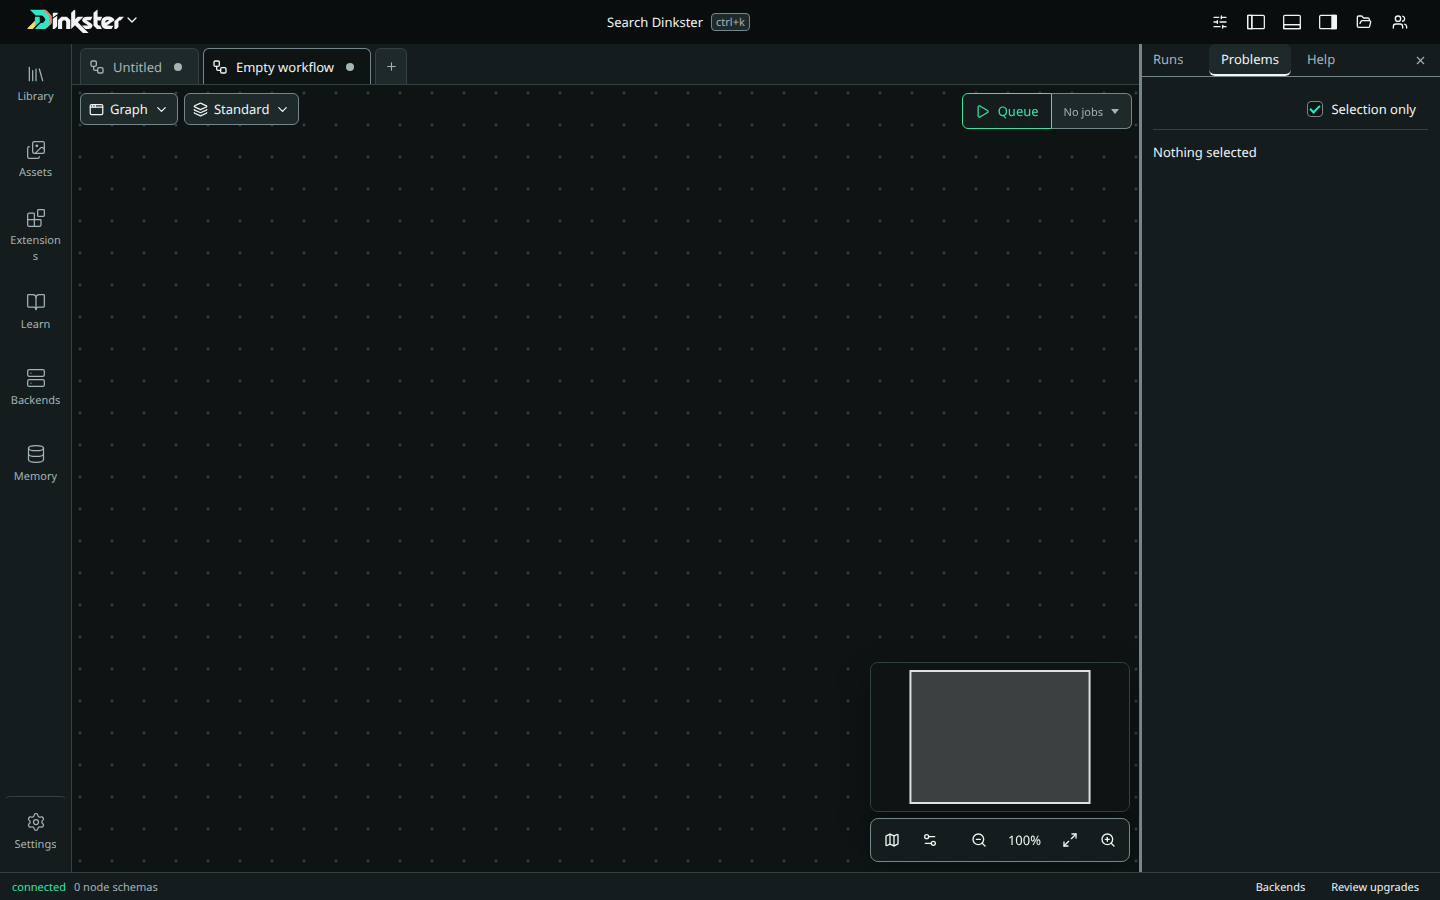 Dinkster
Search Dinkster ctrl+k
Untitled
Empty workflow
+
Runs
Problems
Help
Library
Assets
Extension
s
Learn
Backends
Memory
Settings
Graph
Standard
Queue
No jobs
Selection only
Nothing selected
100%
connected
0 node schemas
Backends
Review upgrades